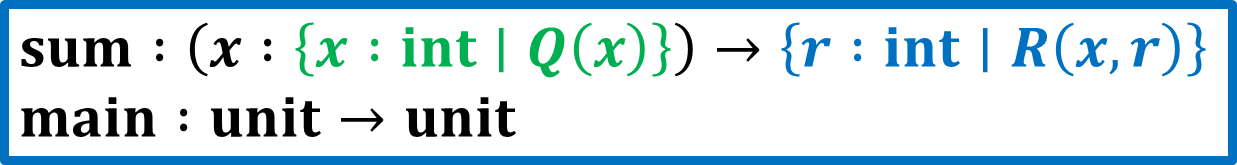 sum : (x : {x : int | Q(x)}) → {r : int | R(x, r)}
main : unit → unit